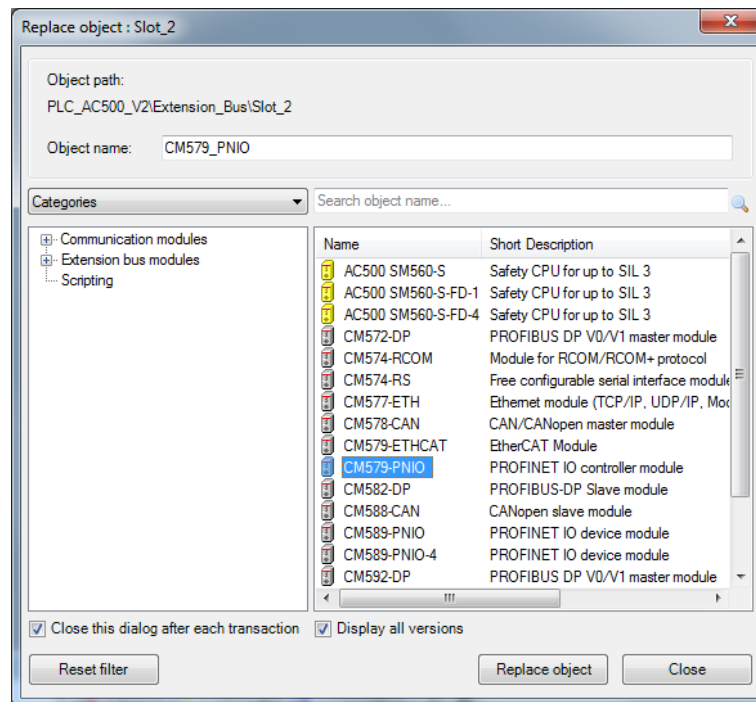 Replace object : Slot_2
Object path:
PLC_AC500_V2\Extension_Bus\Slot_2
Object name: CM579_PNIO
Categories Search object name...
Communication modules
Extension bus modules
Scripting
Name Short Description
AC500 SM560-S Safety CPU for up to SIL 3
AC500 SM560-S-FD-1 Safety CPU for up to SIL 3
AC500 SM560-S-FD-4 Safety CPU for up to SIL 3
CM572-DP PROFIBUS DP V0/V1 master module
CM574-RCOM Module for RCOM/RCOM+ protocol
CM574-RS Free configurable serial interface module
CM577-ETH Ethernet module (TCP/IP, UDP/IP, Moc
CM578-CAN CAN/CANopen master module
CM579-ETHCAT EtherCAT Module
CM579-PNIO PROFINET IO controller module
CM582-DP PROFIBUS-DP Slave module
CM588-CAN CANopen slave module
CM589-PNIO PROFINET IO device module
CM589-PNIO-4 PROFINET IO device module
CM592-DP PROFIBUS DP V0/V1 master module
Close this dialog after each transaction Display all versions
Reset filter Replace object Close